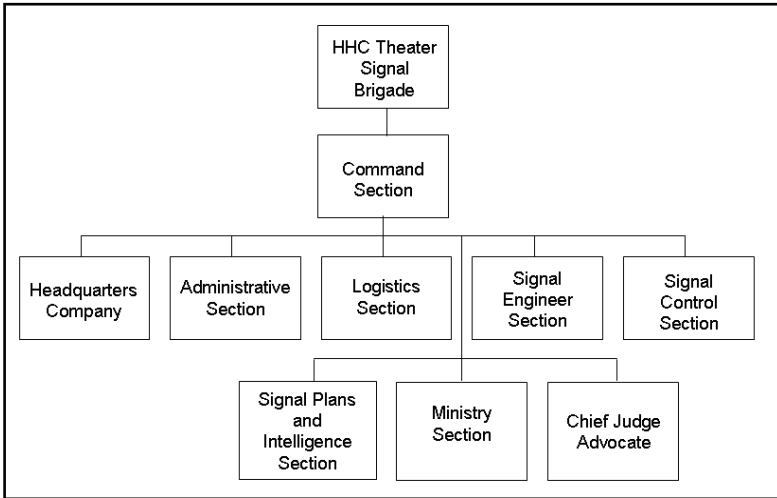 HHC Theater
Signal
Brigade
Command
Section
Headquarters
Company
Administrative
Section
Logistics
Section
Signal
Engineer
Section
Signal
Control
Section
Signal Plans
and
Intelligence
Section
Ministry
Section
Chief Judge
Advocate